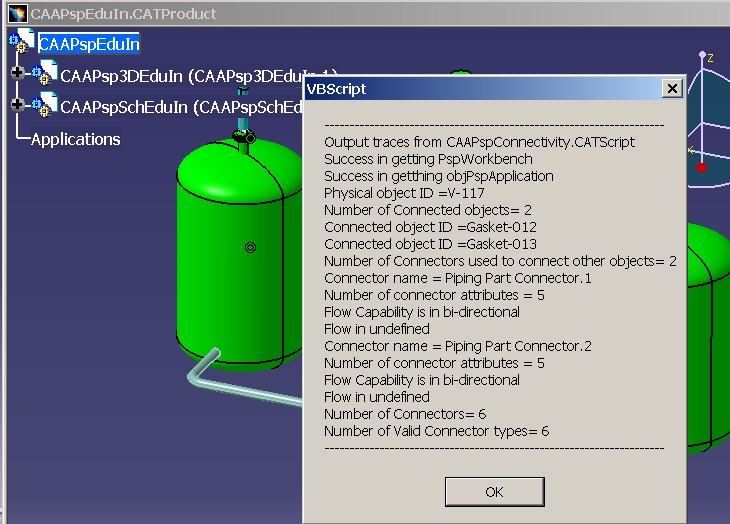 CAAPspEduIn.CATProduct
CAAPspEduIn
CAAPsp3DEduIn (CAAPsp3DEduIn.1)
CAAPspSchEduIn (CAAPspSchEd
Applications
z
VBScript
Output traces from CAAPspConnectivity.CATScript
Success in getting PspWorkbench
Success in getthing objPspApplication
Physical object ID =V-117
Number of Connected objects= 2
Connected object ID =Gasket-012
Connected object ID =Gasket-013
Number of Connectors used to connect other objects= 2
Connector name = Piping Part Connector.1
Number of connector attributes = 5
Flow Capability is in bi-directional
Flow in undefined
Connector name = Piping Part Connector.2
Number of connector attributes = 5
Flow Capability is in bi-directional
Flow in undefined
Number of Connectors= 6
Number of Valid Connector types= 6
OK